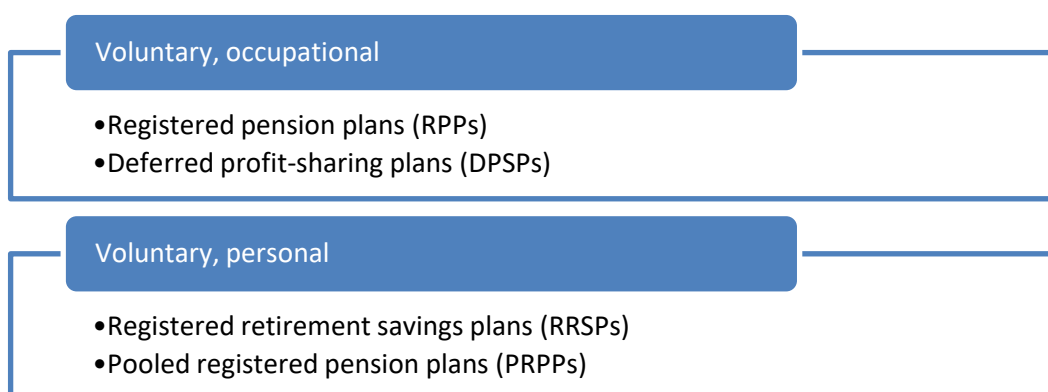 Voluntary, occupational
•Registered pension plans (RPPs)
•Deferred profit-sharing plans (DPSPs)
Voluntary, personal
•Registered retirement savings plans (RRSPs)
•Pooled registered pension plans (PRPPs)